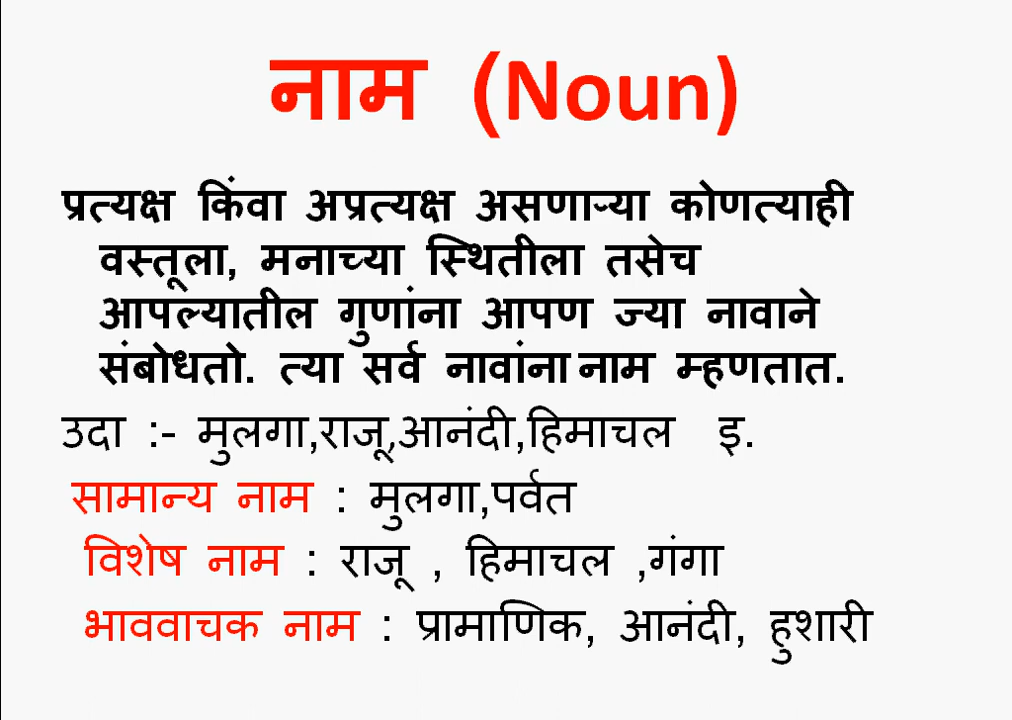 नाम (Noun)
प्रत्यक्ष किंवा अप्रत्यक्ष असणाऱ्या कोणत्याही
वस्तूला, मनाच्या स्थितीला तसेच
आपल्यातील गुणांना आपण ज्या नावाने
संबोधतो. त्या सर्व नावांना नाम म्हणतात.
उदा :- मुलगा,राजू,आनंदी,हिमाचल इ.
सामान्य नाम : मुलगा,पर्वत
विशेष नाम : राजू , हिमाचल ,गंगा
भाववाचक नाम : प्रामाणिक, आनंदी, हुशारी